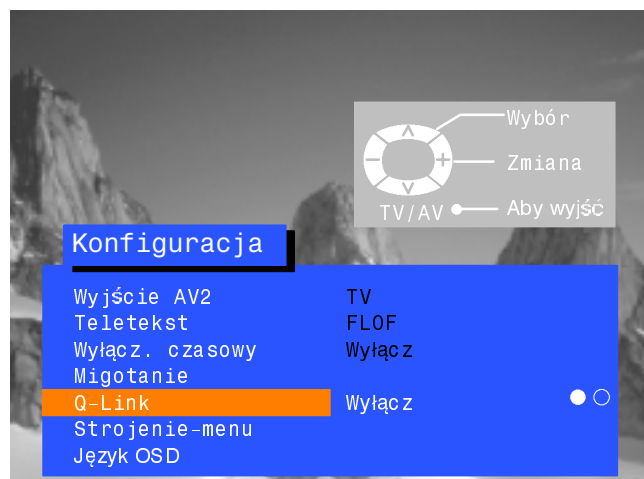 Wybór
Zmiana
TV/AV Aby wyjść
Konfiguracja
Wyjście AV2 TV
Teletekst FLOF
Wyłącz. czasowy Wyłącz
Migotanie
Q-Link Wyłącz
Strojenie-menu
Język OSD